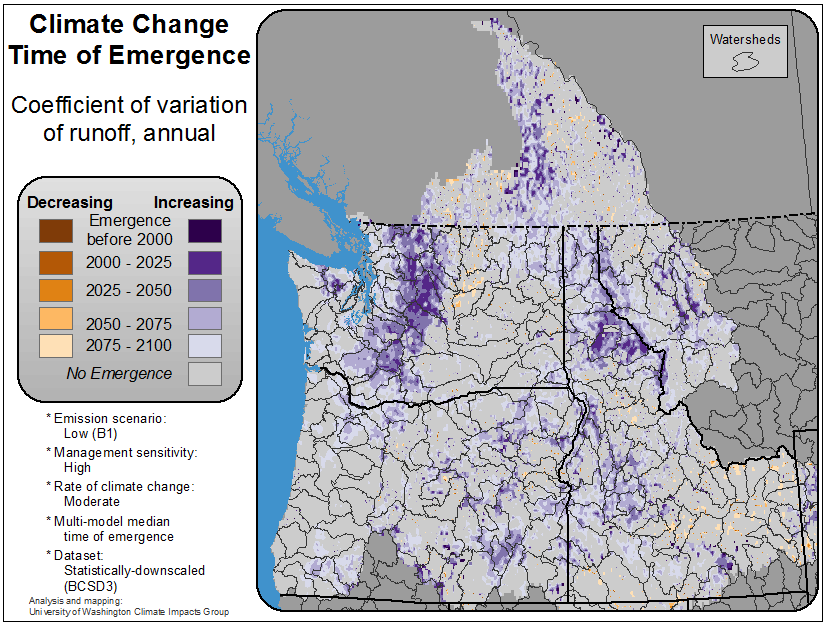 Climate Change
Time of Emergence
Coefficient of variation
of runoff, annual
Decreasing Increasing
Emergence
before 2000
2000 - 2025
2025 - 2050
2050 - 2075
2075 - 2100
No Emergence
* Emission scenario:
Low (B1)
* Management sensitivity:
High
* Rate of climate change:
Moderate
* Multi-model median
time of emergence
* Dataset:
Statistically-downscaled
(BCSD3)
Analysis and mapping:
University of Washington Climate Impacts Group
Watersheds